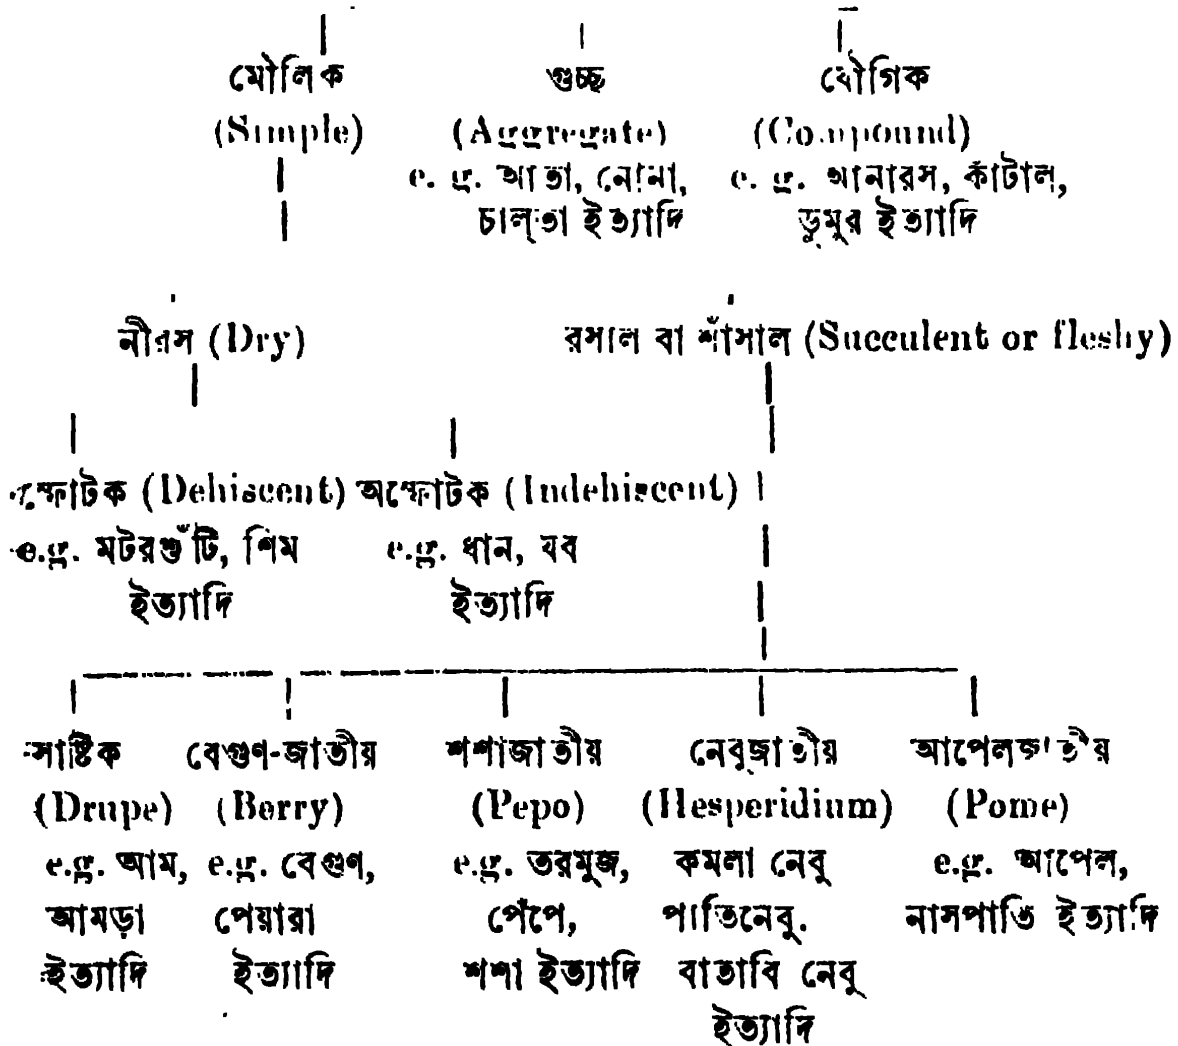 মৌলিক গুচ্ছ যৌগিক
(Simple) (Aggregate) (Compound)
e. g. আতা, নোনা, e. g. আনারস, কাঁটাল,
চাল্‌তা ইত্যাদি ডুমুর ইত্যাদি
নীরস (Dry) রসাল বা শাঁসাল (Succulent or fleshy)
স্ফোটক (Dehiscent) অস্ফোটক (Indehiscent)
e.g. মটরশুঁটি, শিম e.g. ধান, যব
ইত্যাদি ইত্যাদি
সাষ্টিক বেগুণ-জাতীয় শশাজাতীয় নেবুজাতীয় আপেলজাতীয়
(Drupe) (Berry) (Pepo) (Hesperidium) (Pome)
e.g. আম, e.g. বেগুণ, e.g. তরমুজ, কমলা নেবু e.g. আপেল,
আমড়া পেয়ারা পেঁপে, পাতিনেবু. নাসপাতি ইত্যাদি
ইত্যাদি ইত্যাদি শশা ইত্যাদি বাতাবি নেবু
ইত্যাদি